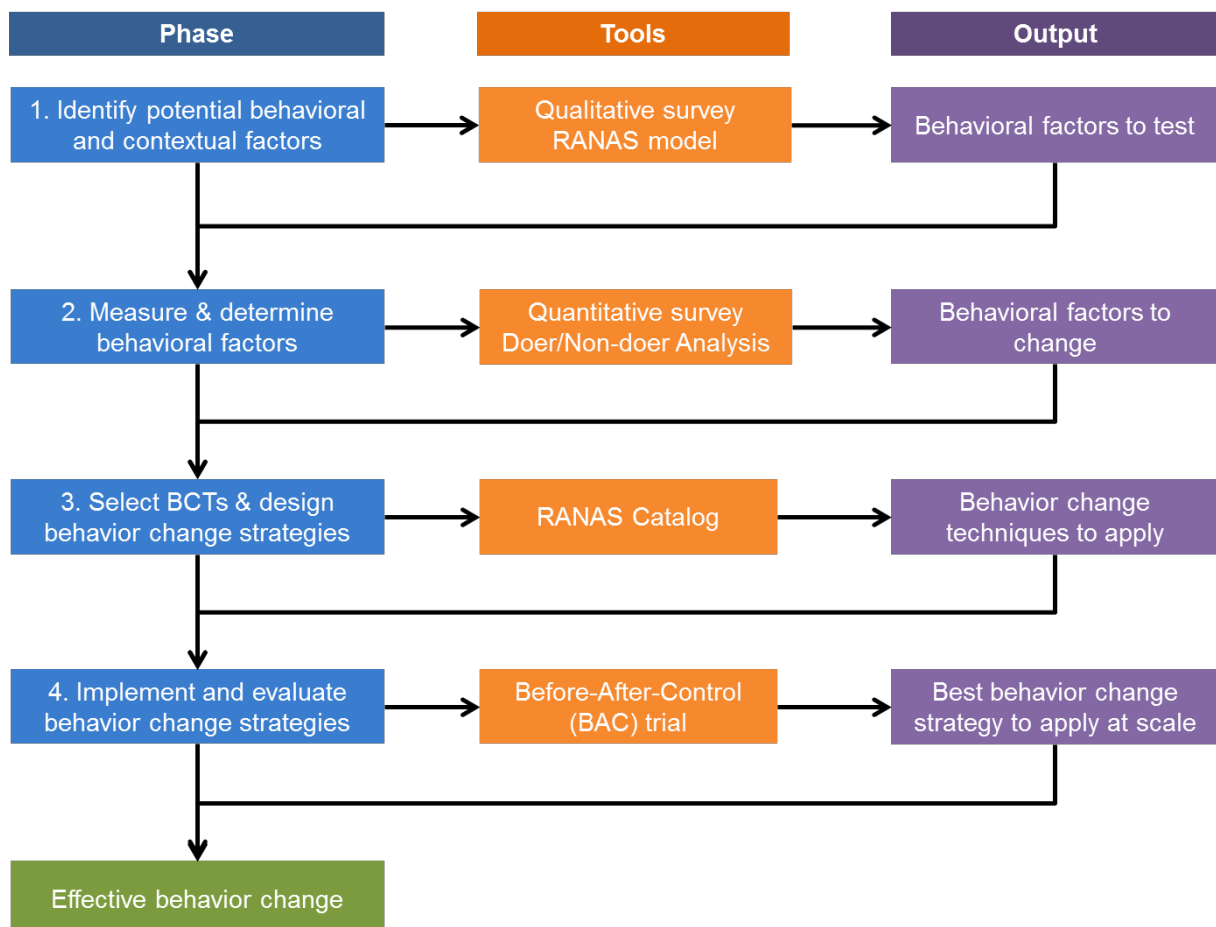 Phase
Tools
Output
1. Identify potential behavioral
and contextual factors
Qualitative survey
RANAS model
Behavioral factors to test
2. Measure & determine
behavioral factors
Quantitative survey
Doer/Non-doer Analysis
Behavioral factors to
change
3. Select BCTs & design
behavior change strategies
RANAS Catalog
Behavior change
techniques to apply
4. Implement and evaluate
behavior change strategies
Before-After-Control
(BAC) trial
Best behavior change
strategy to apply at scale
Effective behavior change